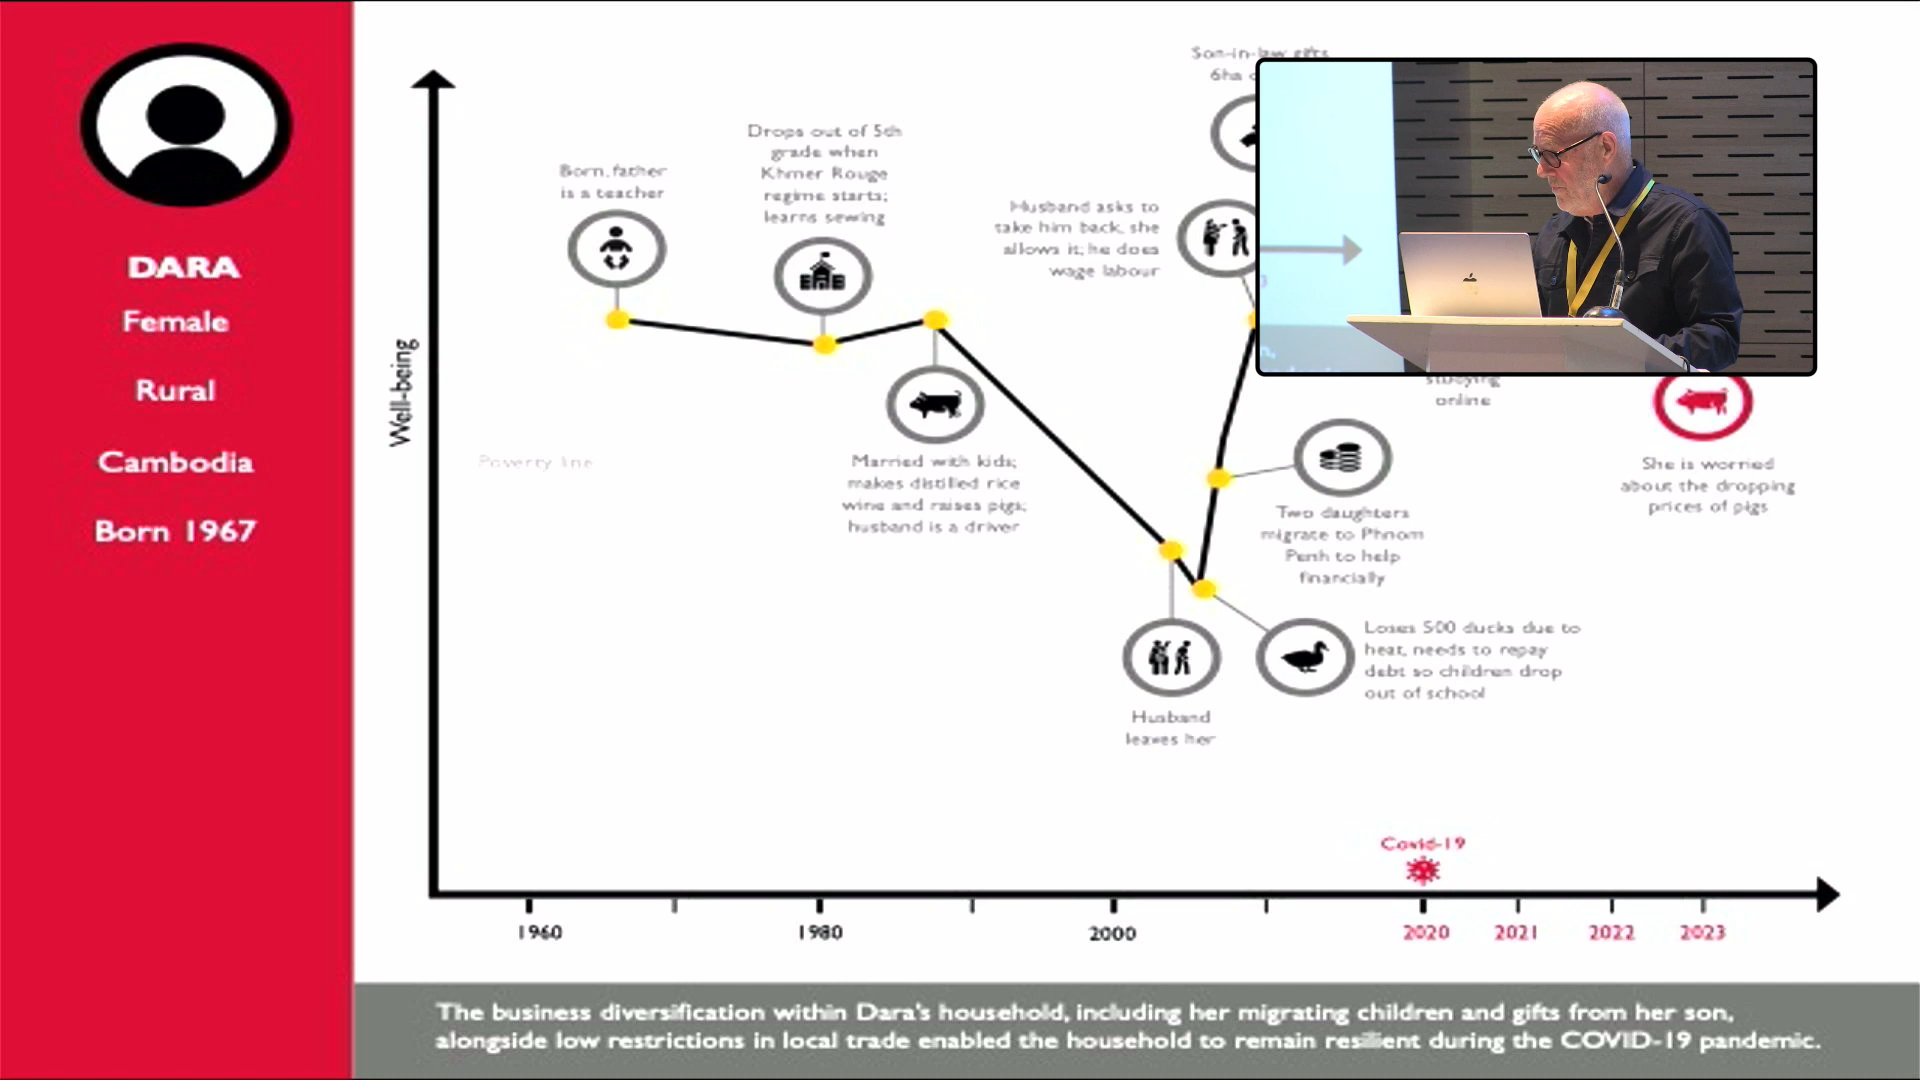 DARA
Female
Rural
Cambodia
Born 1967
Well-being
Poverty line
Born, father
is a teacher
Drops out of 5th
grade when
Khmer Rouge
regime starts;
learns sewing
Married with kids;
makes distilled rice
wine and raises pigs;
husband is a driver
Husband asks to
take him back, she
allows it; he does
wage labour
Son-in-law gifts
6ha
Husband
leaves her
Loses 500 ducks due to
heat, needs to repay
debt so children drop
out of school
Two daughters
migrate to Phnom
Penh to help
financially
studying
online
She is worried
about the dropping
prices of pigs
Covid-19
1960
1980
2000
2020
2021
2022
2023
The business diversification within Dara's household, including her migrating children and gifts from her son,
alongside low restrictions in local trade enabled the household to remain resilient during the COVID-19 pandemic.